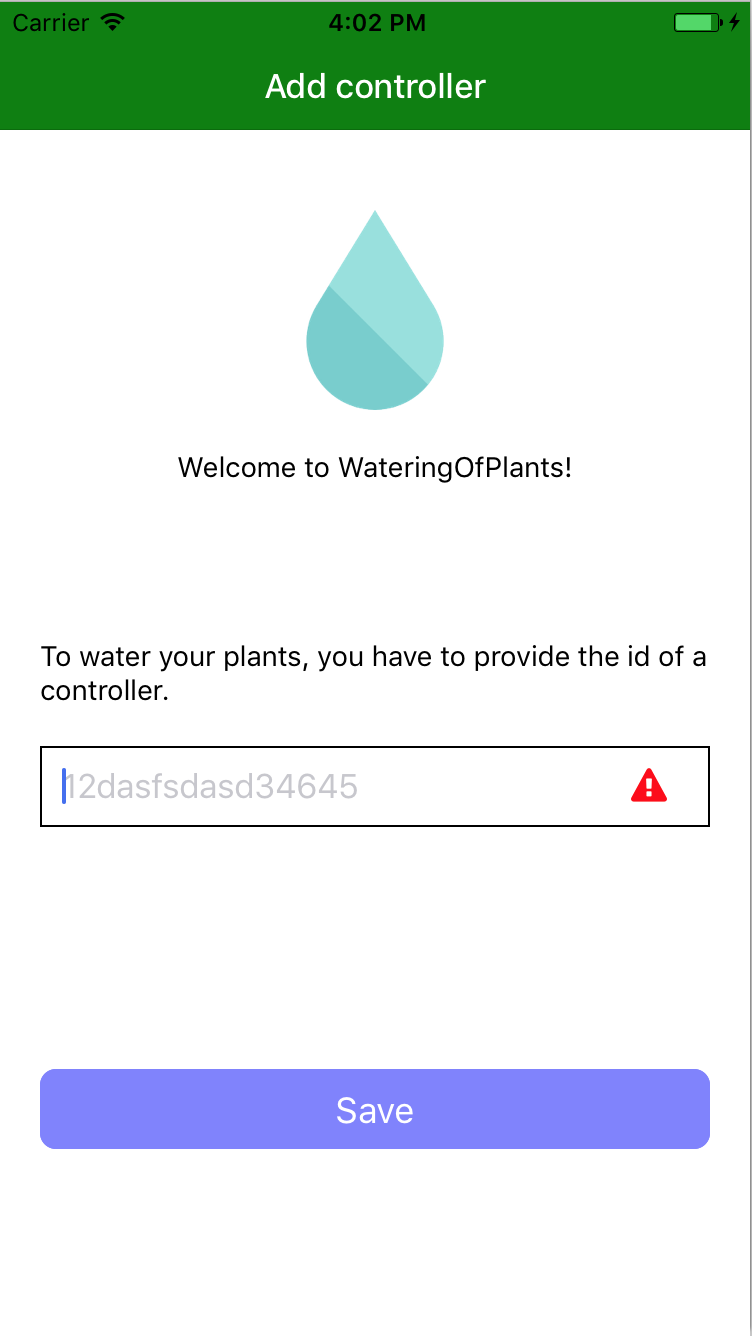 Carrier 4:02 PM
Add controller
Welcome to WateringOfPlants!
To water your plants, you have to provide the id of a
controller.
12dasfsdasd34645
Save